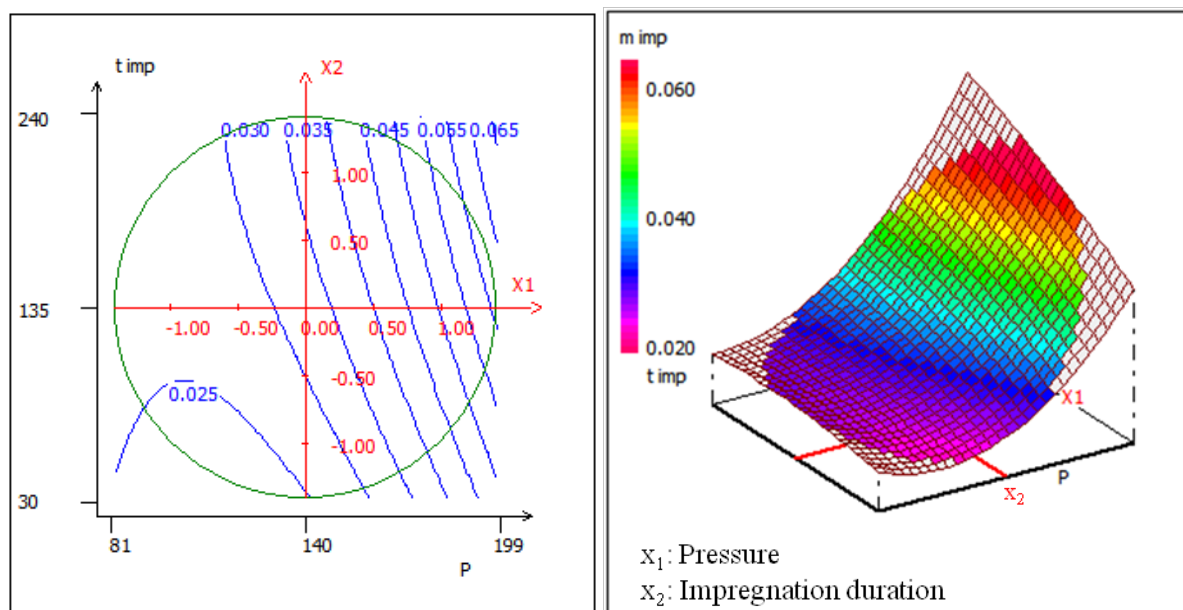 t imp
X2
240
0.030 0.035 0.045 0.055 0.065
1.00
0.50
X1
135
-1.00 -0.50 0.00 0.50 1.00
-0.50
0.025
-1.00
30
81 140 199
P
m imp
0.060
0.040
0.020
t imp
X1
P
x2
x1: Pressure
x2: Impregnation duration